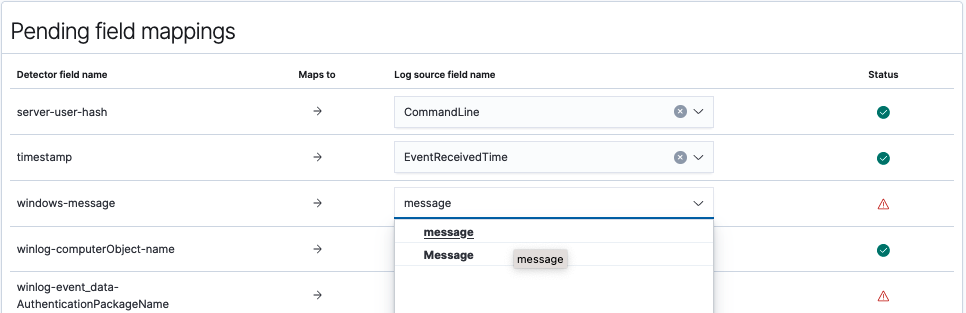 Pending field mappings
Detector field name Maps to Log source field name Status
server-user-hash → CommandLine
timestamp → EventReceivedTime
windows-message → message
message
winlog-computerObject-name →
Message
message
winlog-event_data-
AuthenticationPackageName →